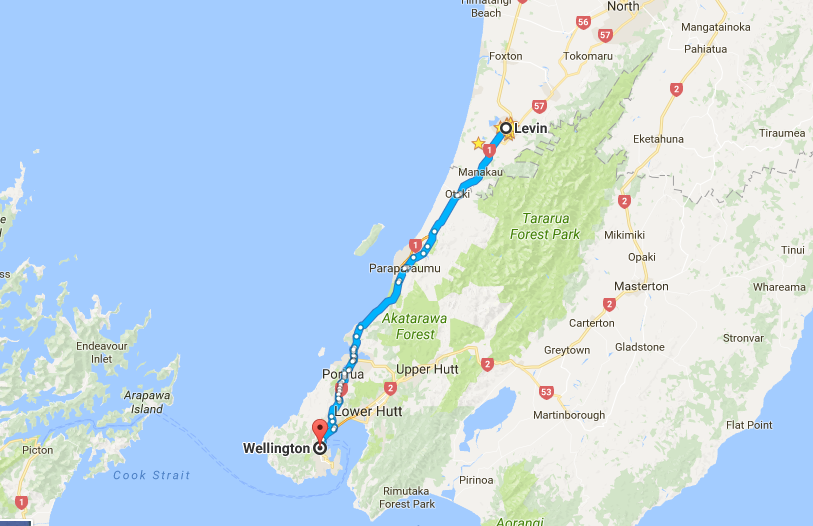 Himatangi
Beach
North
56
57
Mangatainoka
Pahiatua
Foxton
Tokomaru
2
57
Levin
1
Eketahuna
Tiraumea
Manakau
Otaki
2
Tararua
Forest Park
Mikimiki
Tinui
1
Opaki
Paraparaumu
Masterton
Whareama
2
Akatarawa
Forest
Carterton
Endeavour
Inlet
Greytown
Gladstone
Stronvar
Porirua
Upper Hutt
2
2
53
Arapawa
Island
Lower Hutt
Martinborough
Flat Point
Wellington
Picton
Cook Strait
Pirinoa
Rimutaka
Forest Park
1
Aorangi